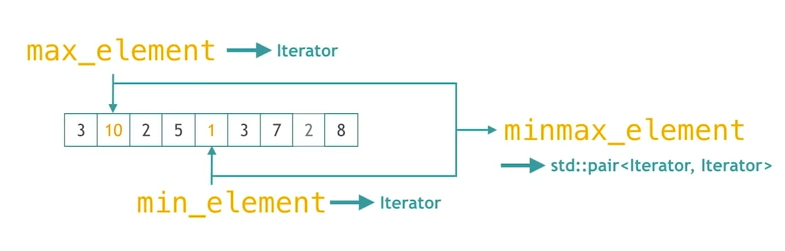 max_element Iterator
3 10 2 5 1 3 7 2 8
minmax_element
std::pair<Iterator, Iterator>
min_element Iterator